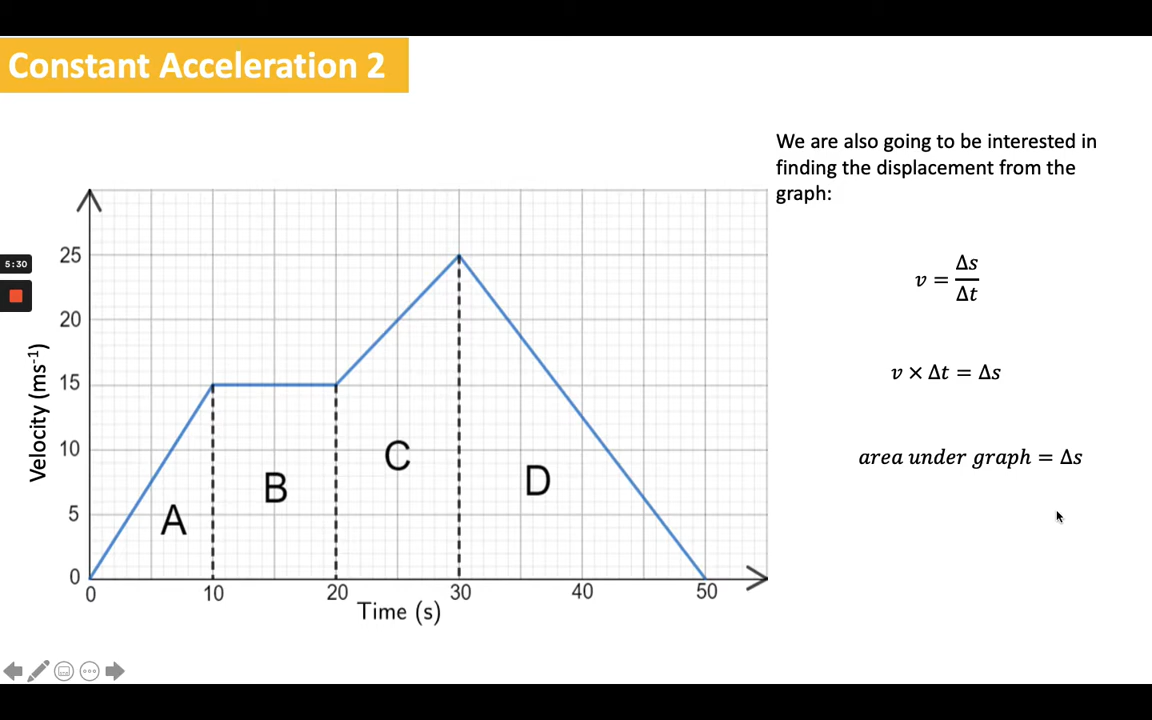 Constant Acceleration 2
We are also going to be interested in
finding the displacement from the
graph:
v = Δs/Δt
v × Δt = Δs
area under graph = Δs
5:30
Velocity (ms⁻¹)
25
20
15
10
5
0
A
B
C
D
0 10 20 30 40 50
Time (s)